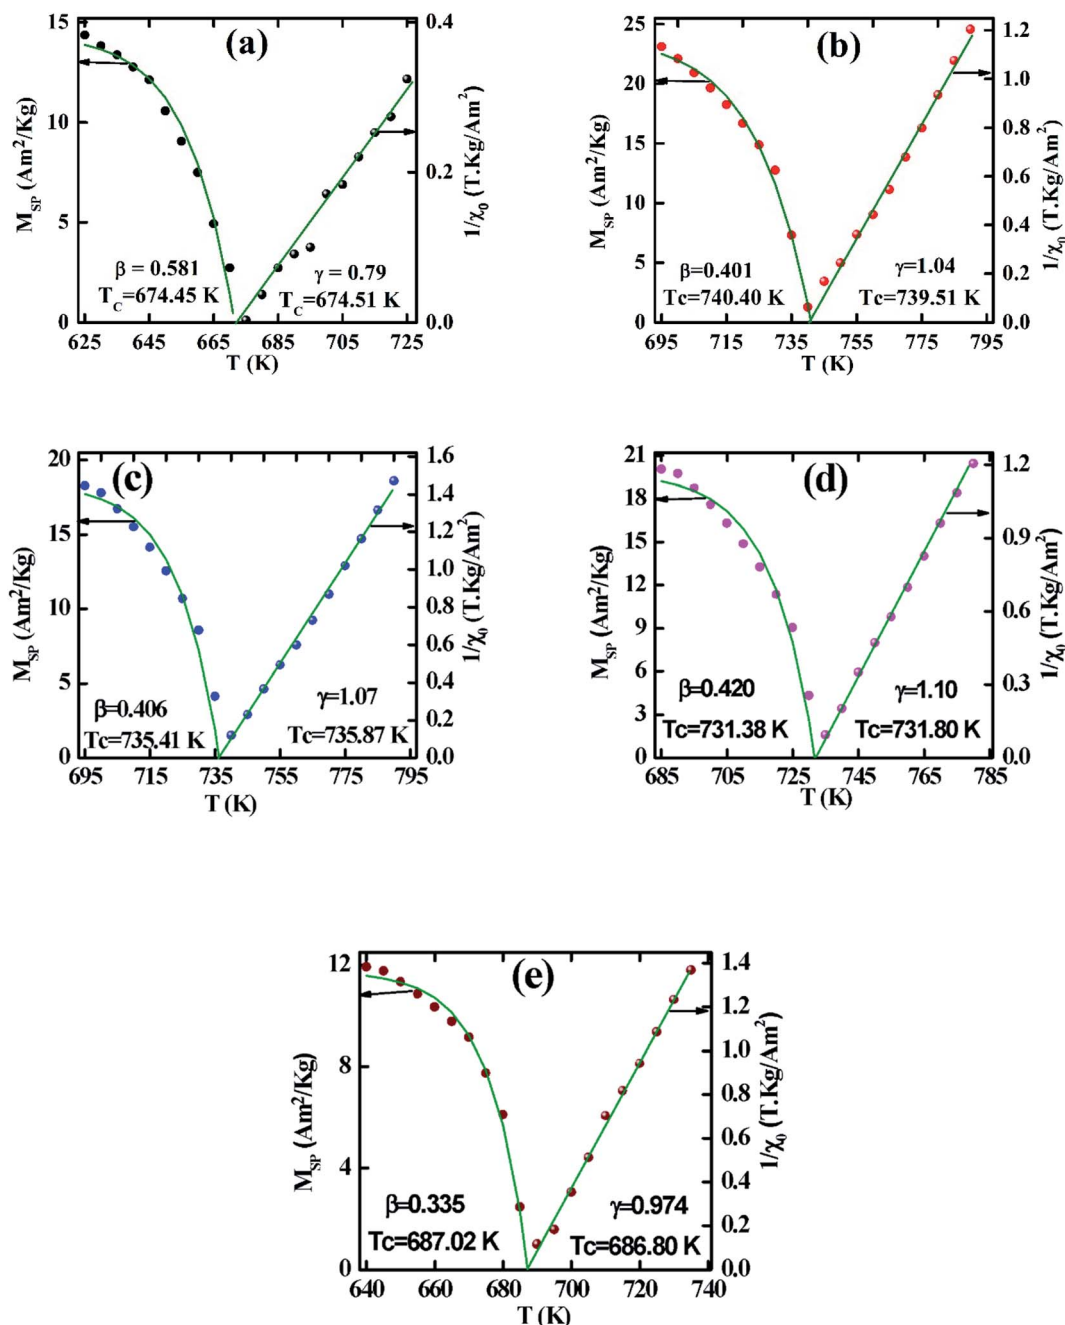 (a)
15
10
5
0
M_SP (Am²/Kg)
0.4
0.2
0.0
1/χ₀ (T.Kg/Am²)
β = 0.581
T_C=674.45 K
γ = 0.79
T_C=674.51 K
625 645 665 685 705 725
T (K)
(b)
25
20
15
10
5
0
M_SP (Am²/Kg)
1.2
1.0
0.8
0.6
0.4
0.2
0.0
1/χ₀ (T.Kg/Am²)
β=0.401
Tc=740.40 K
γ=1.04
Tc=739.51 K
695 715 735 755 775 795
T (K)
(c)
20
15
10
5
0
M_SP (Am²/Kg)
1.6
1.4
1.2
1.0
0.8
0.6
0.4
0.2
0.0
1/χ₀ (T.Kg/Am²)
β=0.406
Tc=735.41 K
γ=1.07
Tc=735.87 K
695 715 735 755 775 795
T (K)
(d)
21
18
15
12
9
6
3
0
M_SP (Am²/Kg)
1.2
0.9
0.6
0.3
0.0
1/χ₀ (T.Kg/Am²)
β=0.420
Tc=731.38 K
γ=1.10
Tc=731.80 K
685 705 725 745 765 785
T (K)
(e)
12
8
4
0
M_SP (Am²/Kg)
1.4
1.2
1.0
0.8
0.6
0.4
0.2
0.0
1/χ₀ (T.Kg/Am²)
β=0.335
Tc=687.02 K
γ=0.974
Tc=686.80 K
640 660 680 700 720 740
T (K)